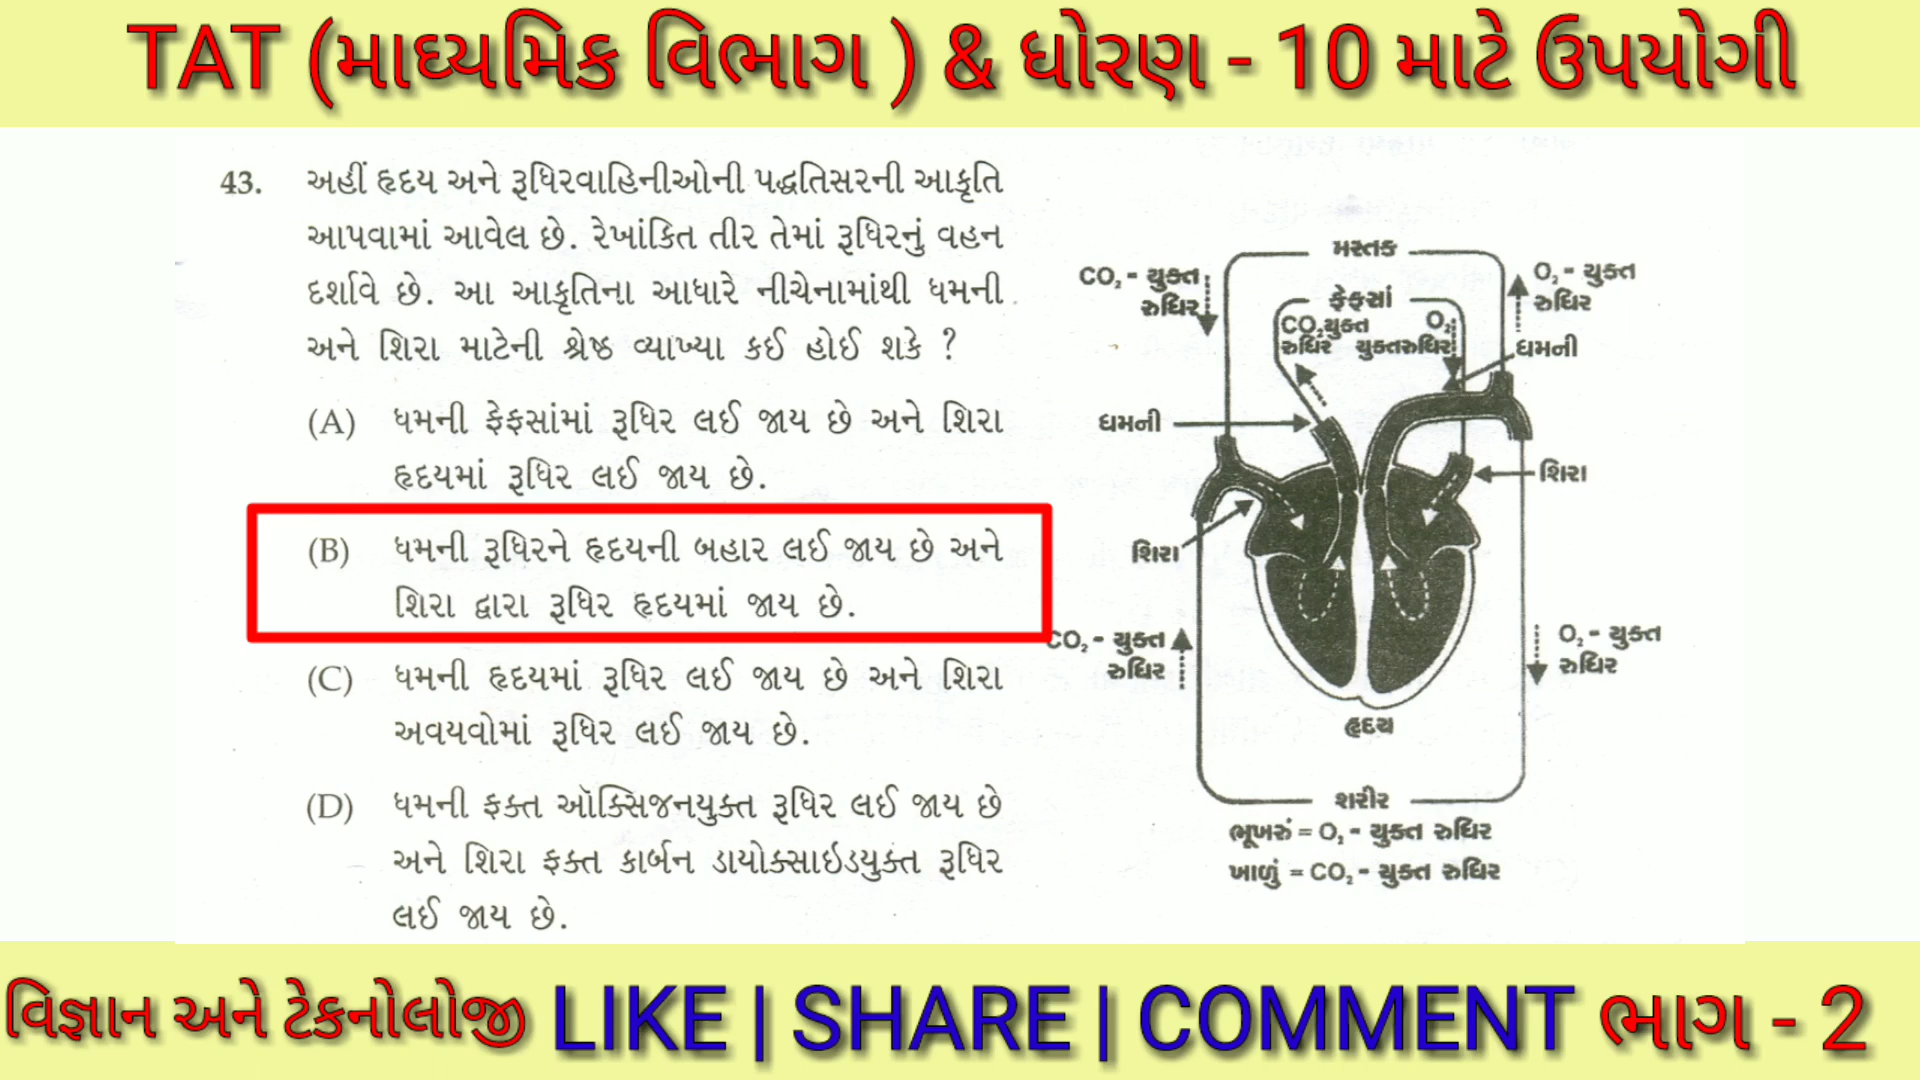 TAT (માધ્યમિક વિભાગ ) & ધોરણ - 10 માટે ઉપયોગી
43. અહીં હૃદય અને રૂધિરવાહિનીઓની પદ્ધતિસરની આકૃતિ
આપવામાં આવેલ છે. રેખાંકિત તીર તેમાં રૂધિરનું વહન
દર્શાવે છે. આ આકૃતિના આધારે નીચેનામાંથી ધમની
અને શિરા માટેની શ્રેષ્ઠ વ્યાખ્યા કઈ હોઈ શકે ?
(A) ધમની ફેફસાંમાં રૂધિર લઈ જાય છે અને શિરા
હૃદયમાં રૂધિર લઈ જાય છે.
(B) ધમની રૂધિરને હૃદયની બહાર લઈ જાય છે અને
શિરા દ્વારા રૂધિર હૃદયમાં જાય છે.
(C) ધમની હૃદયમાં રૂધિર લઈ જાય છે અને શિરા
અવયવોમાં રૂધિર લઈ જાય છે.
(D) ધમની ફક્ત ઑક્સિજનયુક્ત રૂધિર લઈ જાય છે
અને શિરા ફક્ત કાર્બન ડાયોક્સાઇડયુક્ત રૂધિર
લઈ જાય છે.
મસ્તક
CO₂ - યુક્ત
રુધિર
O₂ - યુક્ત
રુધિર
ફેફસાં
CO₂યુક્ત
રુધિર
O₂
યુક્તરુધિર
ધમની
ધમની
શિરા
શિરા
CO₂ - યુક્ત
રુધિર
O₂ - યુક્ત
રુધિર
હૃદય
શરીર
ભૂખરું = O₂ - યુક્ત રુધિર
ખાળું = CO₂ - યુક્ત રુધિર
વિજ્ઞાન અને ટેકનોલોજી LIKE | SHARE | COMMENT ભાગ - 2